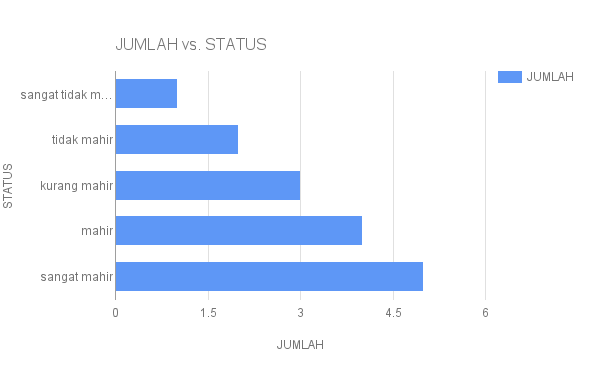 JUMLAH vs. STATUS
JUMLAH
sangat tidak m...
tidak mahir
kurang mahir
mahir
sangat mahir
STATUS
0 1.5 3 4.5 6
JUMLAH